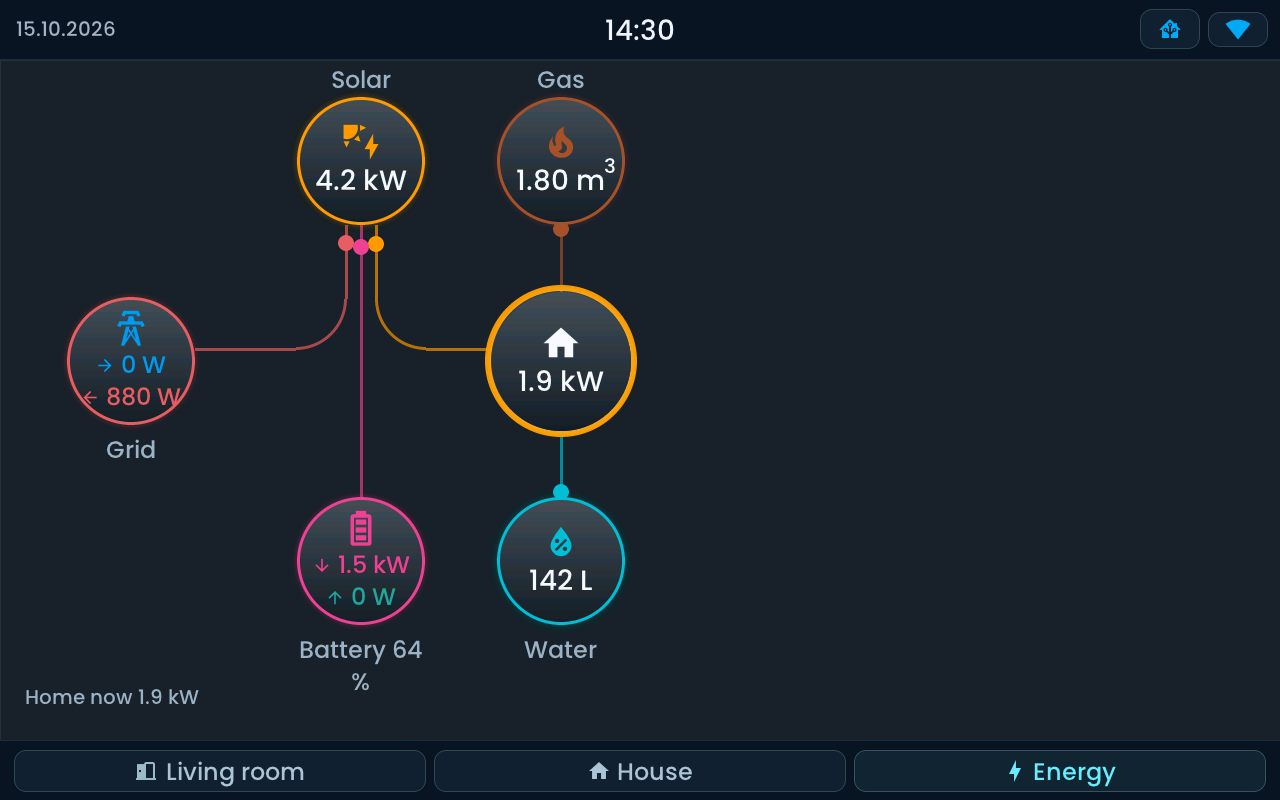 15.10.2026
14:30
Solar
Gas
4.2 kW
1.80 m³
→ 0 W
← 880 W
Grid
1.9 kW
↓ 1.5 kW
↑ 0 W
142 L
Battery 64
%
Water
Home now 1.9 kW
Living room
House
Energy